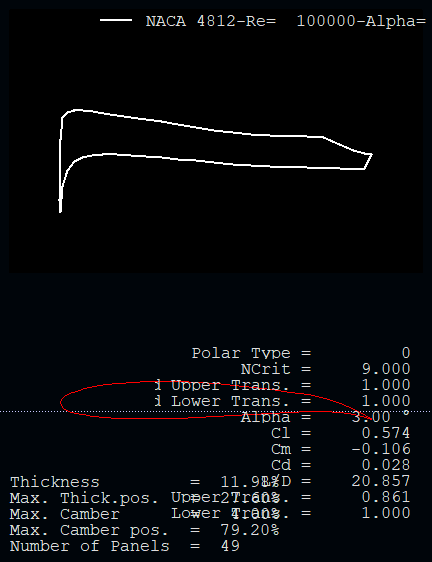 NACA 4812-Re= 100000-Alpha=
Polar Type = 0
NCrit = 9.000
Upper Trans. = 1.000
Lower Trans. = 1.000
Alpha = 3.00 °
Cl = 0.574
Cm = -0.106
Cd = 0.028
L/D = 20.857
Upper Trans. = 0.861
Lower Trans. = 1.000
Thickness = 11.98%
Max. Thick.pos. = 27.60%
Max. Camber = 4.00%
Max. Camber pos. = 79.20%
Number of Panels = 49